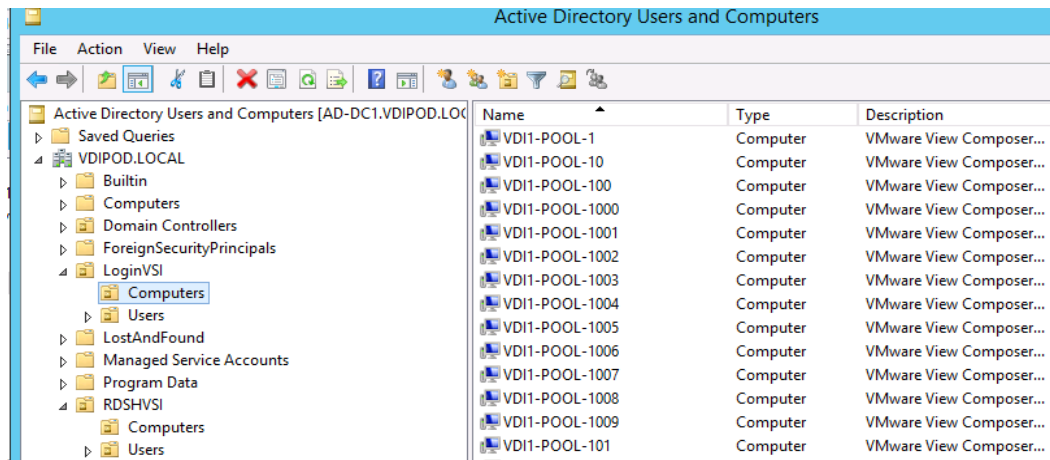 Active Directory Users and Computers
File Action View Help
Active Directory Users and Computers [AD-DC1.VDIPOD.LOC
Saved Queries
VDIPOD.LOCAL
Builtin
Computers
Domain Controllers
ForeignSecurityPrincipals
LoginVSI
Computers
Users
LostAndFound
Managed Service Accounts
Program Data
RDSHVSI
Computers
Users
Name Type Description
VDI1-POOL-1 Computer VMware View Composer...
VDI1-POOL-10 Computer VMware View Composer...
VDI1-POOL-100 Computer VMware View Composer...
VDI1-POOL-1000 Computer VMware View Composer...
VDI1-POOL-1001 Computer VMware View Composer...
VDI1-POOL-1002 Computer VMware View Composer...
VDI1-POOL-1003 Computer VMware View Composer...
VDI1-POOL-1004 Computer VMware View Composer...
VDI1-POOL-1005 Computer VMware View Composer...
VDI1-POOL-1006 Computer VMware View Composer...
VDI1-POOL-1007 Computer VMware View Composer...
VDI1-POOL-1008 Computer VMware View Composer...
VDI1-POOL-1009 Computer VMware View Composer...
VDI1-POOL-101 Computer VMware View Composer...